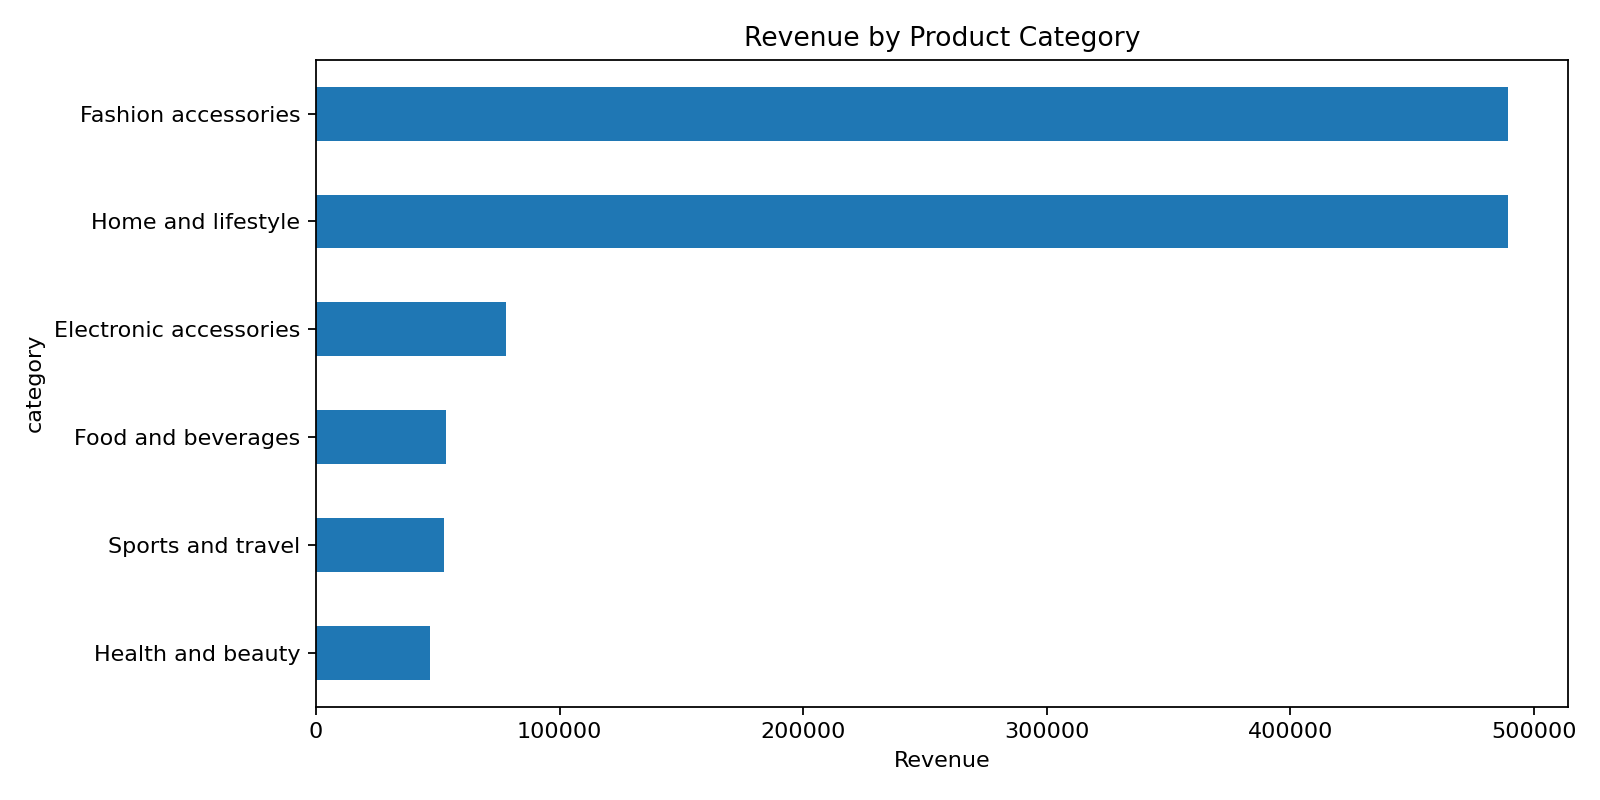 Revenue by Product Category
Fashion accessories
Home and lifestyle
Electronic accessories
Food and beverages
Sports and travel
Health and beauty
category
0 100000 200000 300000 400000 500000
Revenue